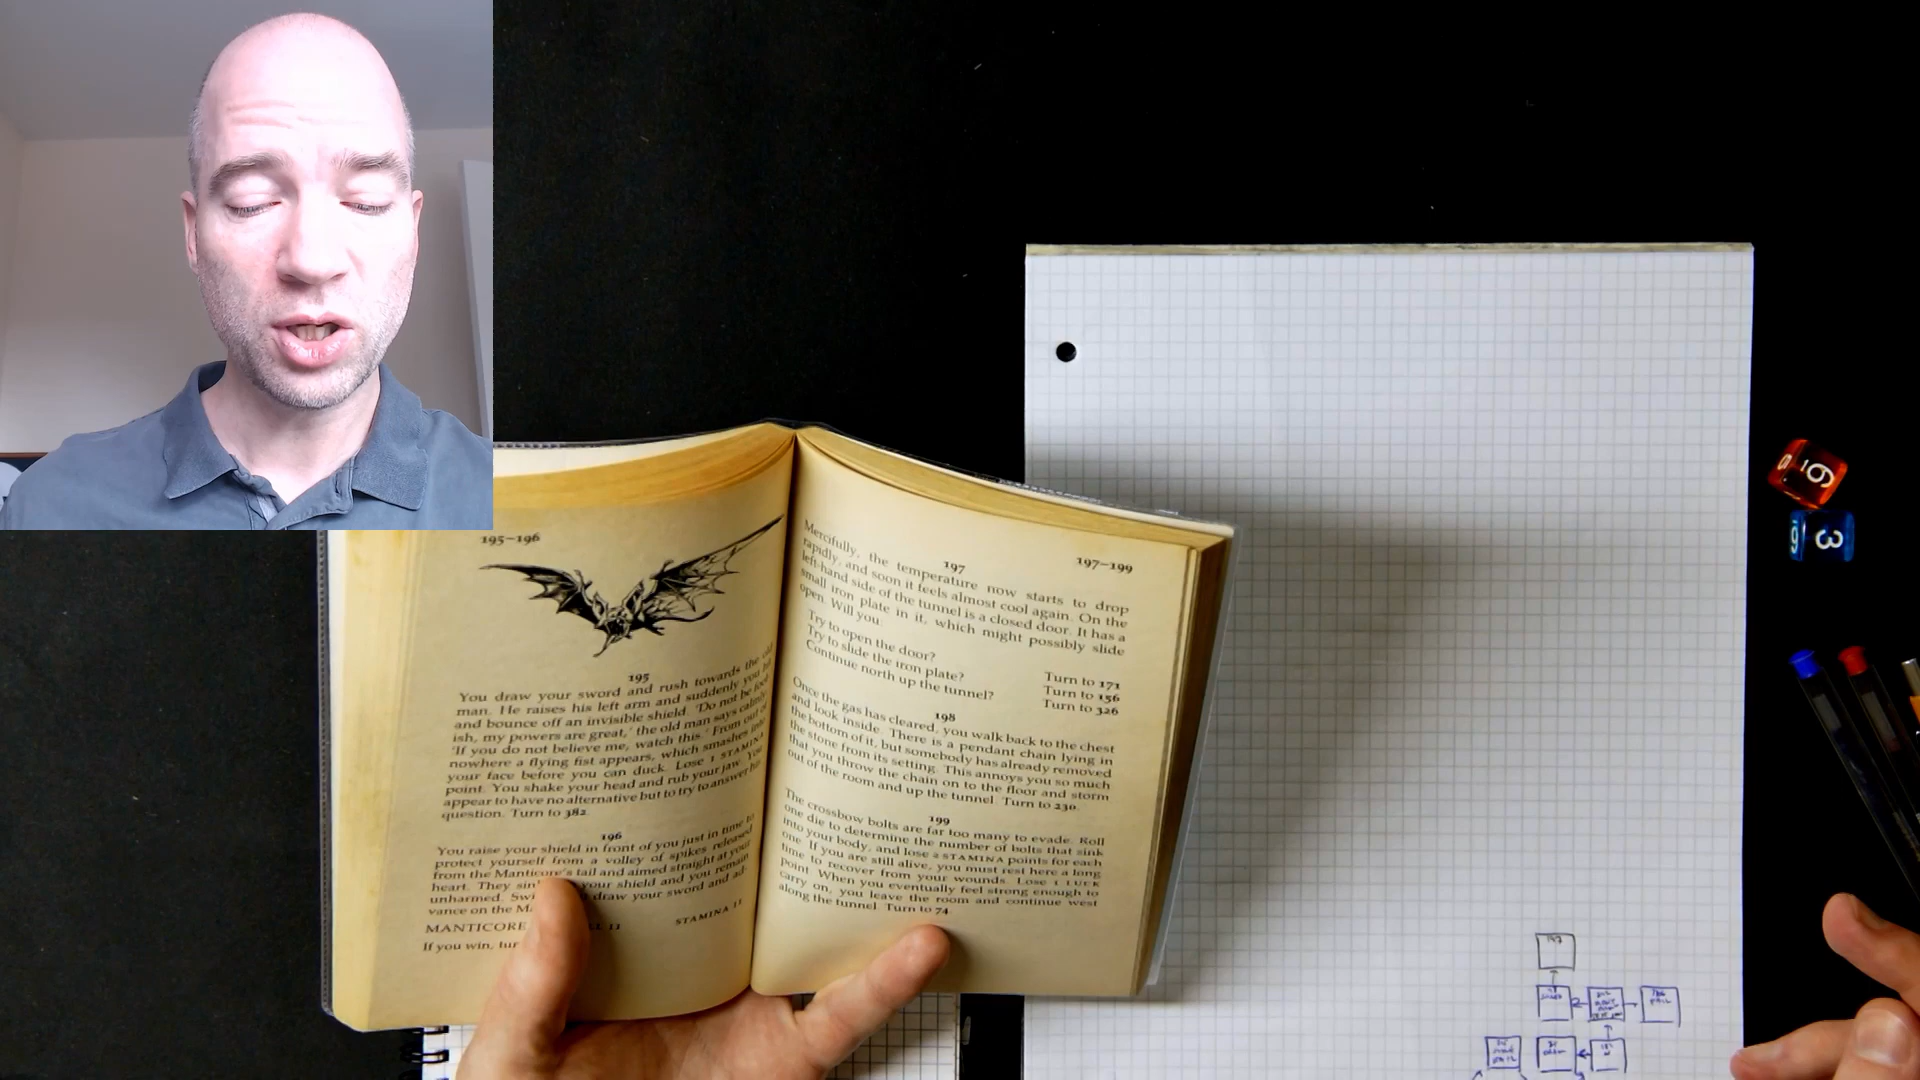 195–196
195
You draw your sword and rush towards the old
man. He raises his left arm and suddenly you hit
and bounce off an invisible shield. 'Do not be fool-
ish, my powers are great,' the old man says calmly.
'If you do not believe me, watch this.' From out of
nowhere a flying fist appears, which smashes into
your face before you can duck. Lose 1 STAMINA
point. You shake your head and rub your jaw. You
appear to have no alternative but to try to answer his
question. Turn to 382.
196
You raise your shield in front of you just in time to
protect yourself from a volley of spikes released
from the Manticore's tail and aimed straight at your
heart. They your shield and you remain
unharmed. draw your sword and ad-
vance on the
MANTICORE 11 STAMINA 11
If you win,
197–199
197
Mercifully, the temperature now starts to drop
rapidly, and soon it feels almost cool again. On the
left-hand side of the tunnel is a closed door. It has a
small iron plate in it, which might possibly slide
open. Will you:
Try to open the door? Turn to 171
Try to slide the iron plate? Turn to 156
Continue north up the tunnel? Turn to 326
198
Once the gas has cleared, you walk back to the chest
and look inside. There is a pendant chain lying in
the bottom of it, but somebody has already removed
the stone from its setting. This annoys you so much
that you throw the chain on to the floor and storm
out of the room and up the tunnel. Turn to 230.
199
The crossbow bolts are far too many to evade. Roll
one die to determine the number of bolts that sink
into your body, and lose 2 STAMINA points for each
one. If you are still alive, you must rest here a long
time to recover from your wounds. Lose 1 LUCK
point. When you eventually feel strong enough to
carry on, you leave the room and continue west
along the tunnel. Turn to 74.
6
3
197